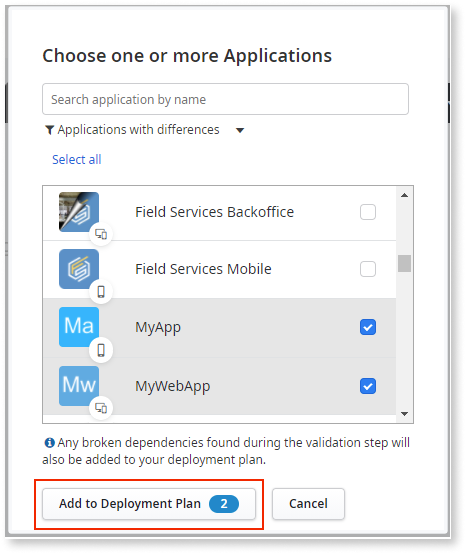 Choose one or more Applications
Search application by name
Applications with differences
Select all
Field Services Backoffice
Field Services Mobile
Ma MyApp
Mw MyWebApp
Any broken dependencies found during the validation step will
also be added to your deployment plan.
Add to Deployment Plan 2 Cancel